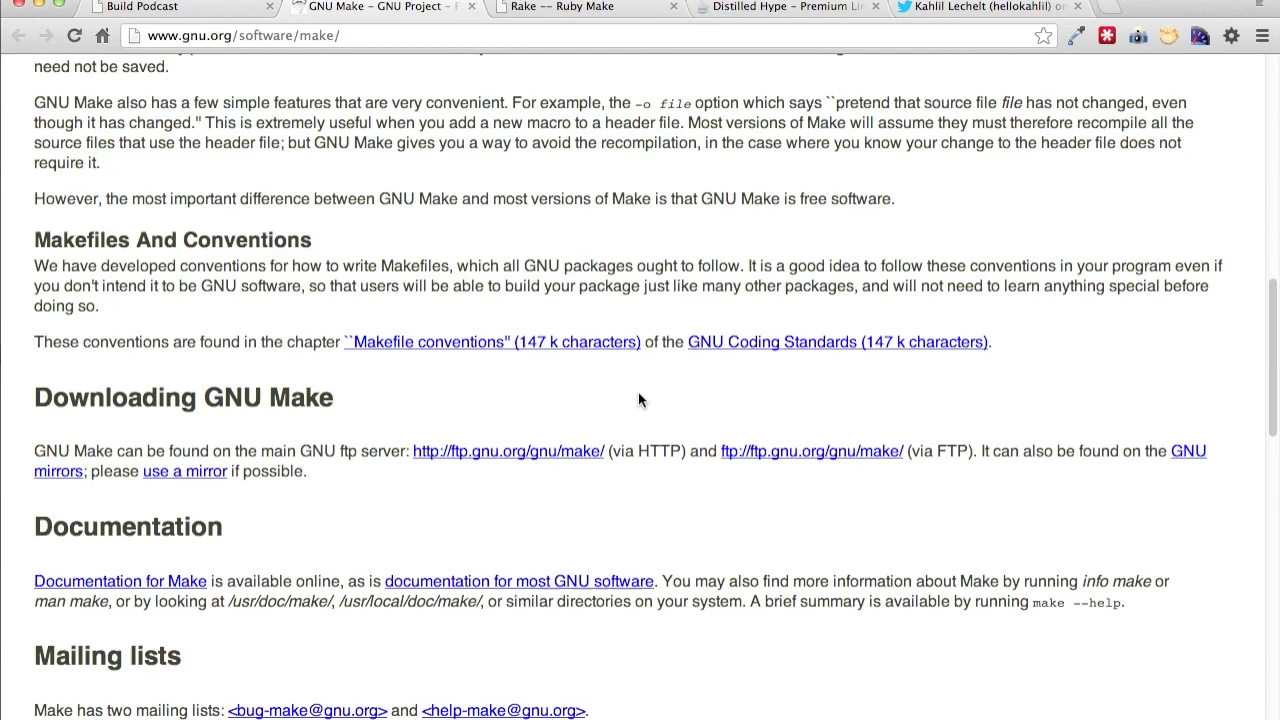 Build Podcast
GNU Make – GNU Project – F
Rake -- Ruby Make
Distilled Hype – Premium Lin
Kahlil Lechelt (hellokahlil) on
www.gnu.org/software/make/
need not be saved.
GNU Make also has a few simple features that are very convenient. For example, the -o file option which says ``pretend that source file file has not changed, even
though it has changed.'' This is extremely useful when you add a new macro to a header file. Most versions of Make will assume they must therefore recompile all the
source files that use the header file; but GNU Make gives you a way to avoid the recompilation, in the case where you know your change to the header file does not
require it.
However, the most important difference between GNU Make and most versions of Make is that GNU Make is free software.
Makefiles And Conventions
We have developed conventions for how to write Makefiles, which all GNU packages ought to follow. It is a good idea to follow these conventions in your program even if
you don't intend it to be GNU software, so that users will be able to build your package just like many other packages, and will not need to learn anything special before
doing so.
These conventions are found in the chapter ``Makefile conventions'' (147 k characters) of the GNU Coding Standards (147 k characters).
Downloading GNU Make
GNU Make can be found on the main GNU ftp server: http://ftp.gnu.org/gnu/make/ (via HTTP) and ftp://ftp.gnu.org/gnu/make/ (via FTP). It can also be found on the GNU
mirrors; please use a mirror if possible.
Documentation
Documentation for Make is available online, as is documentation for most GNU software. You may also find more information about Make by running info make or
man make, or by looking at /usr/doc/make/, /usr/local/doc/make/, or similar directories on your system. A brief summary is available by running make --help.
Mailing lists
Make has two mailing lists: <bug-make@gnu.org> and <help-make@gnu.org>.